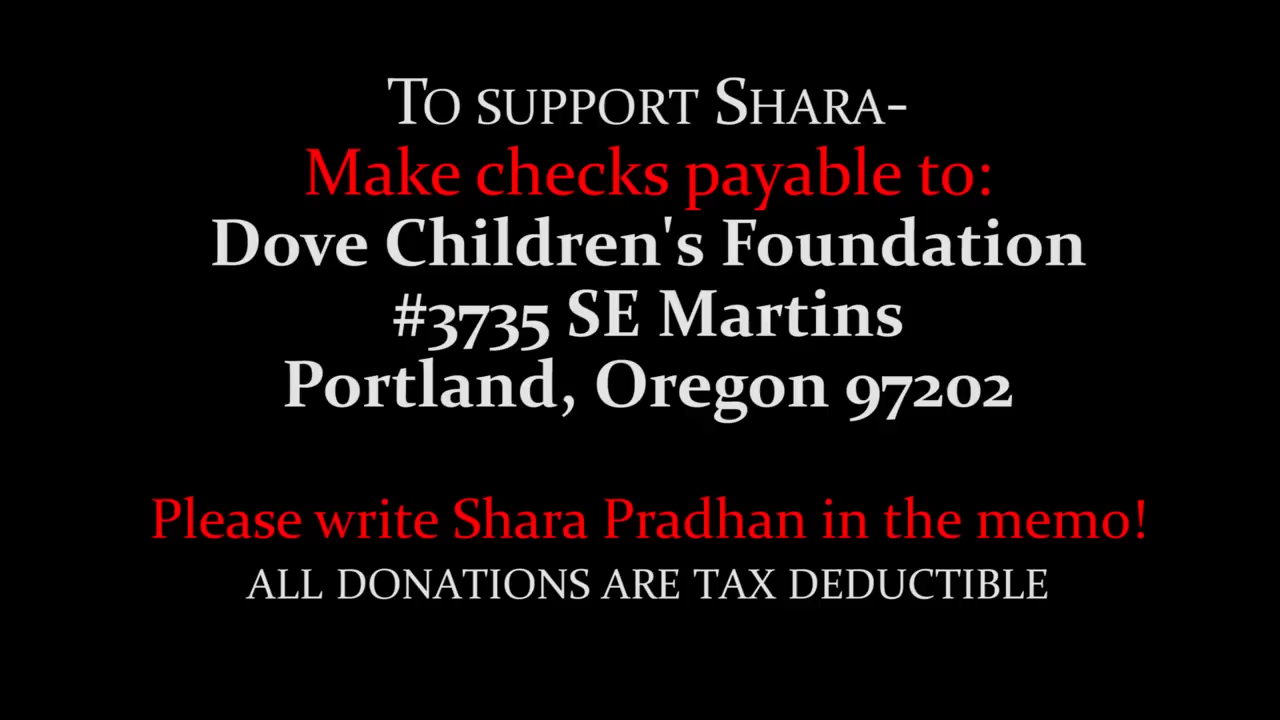 To support Shara-
Make checks payable to:
Dove Children's Foundation
#3735 SE Martins
Portland, Oregon 97202
Please write Shara Pradhan in the memo!
ALL DONATIONS ARE TAX DEDUCTIBLE